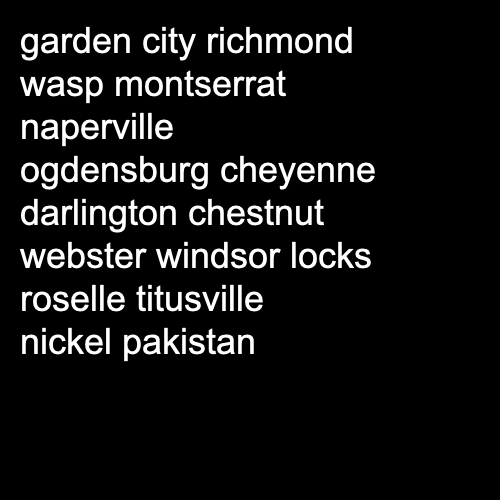 garden city richmond
wasp montserrat
naperville
ogdensburg cheyenne
darlington chestnut
webster windsor locks
roselle titusville
nickel pakistan